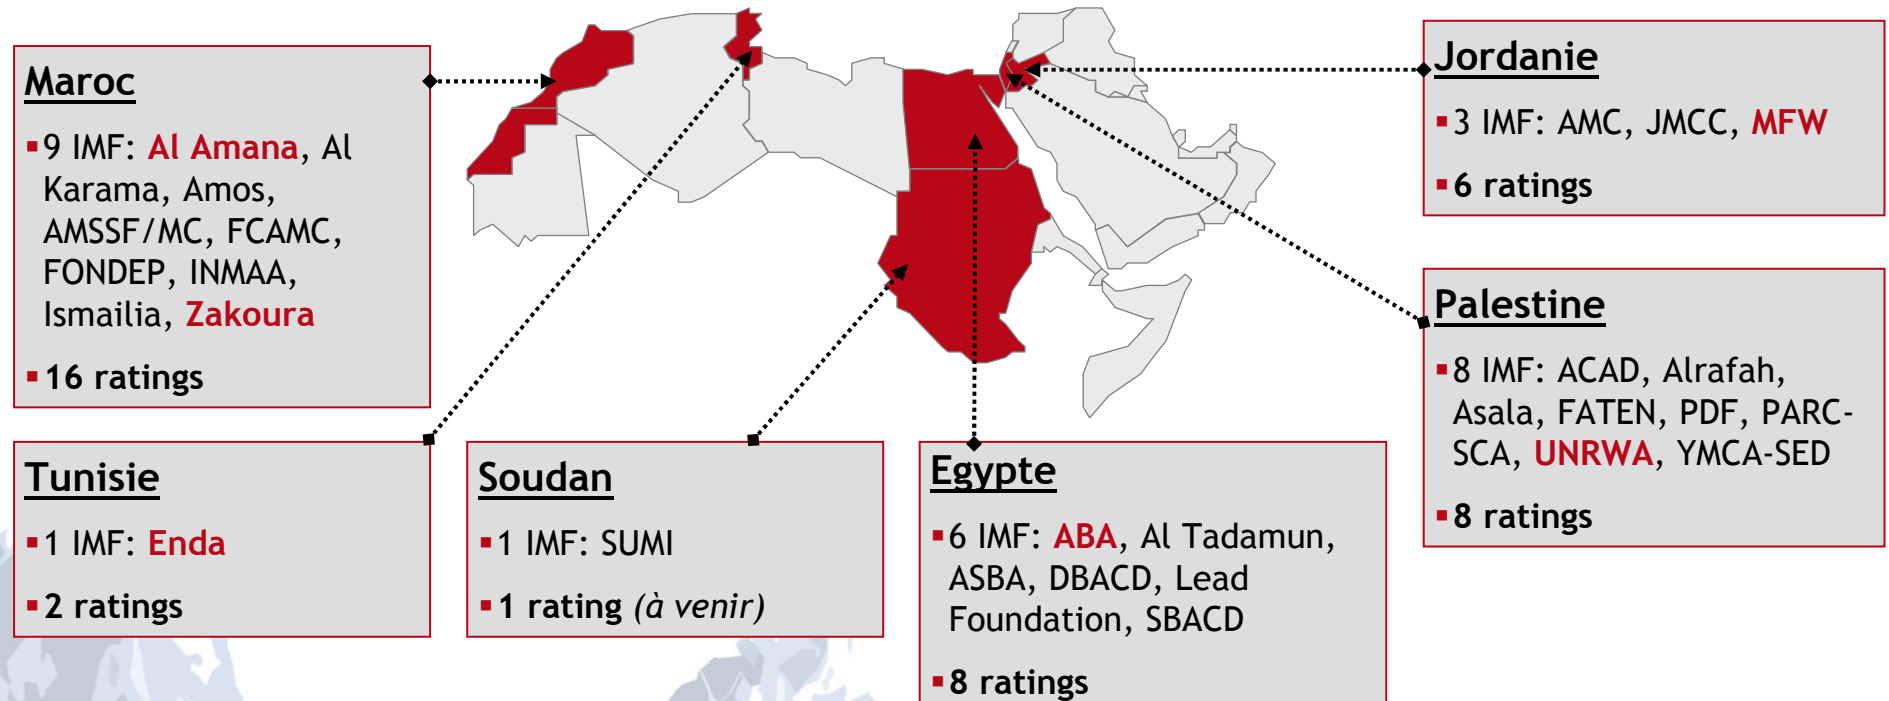 Maroc
▪9 IMF: Al Amana, Al
Karama, Amos,
AMSSF/MC, FCAMC,
FONDEP, INMAA,
Ismailia, Zakoura
▪16 ratings
Jordanie
▪3 IMF: AMC, JMCC, MFW
▪6 ratings
Palestine
▪8 IMF: ACAD, Alrafah,
Asala, FATEN, PDF, PARC-
SCA, UNRWA, YMCA-SED
▪8 ratings
Tunisie
▪1 IMF: Enda
▪2 ratings
Soudan
▪1 IMF: SUMI
▪1 rating (à venir)
Egypte
▪6 IMF: ABA, Al Tadamun,
ASBA, DBACD, Lead
Foundation, SBACD
▪8 ratings